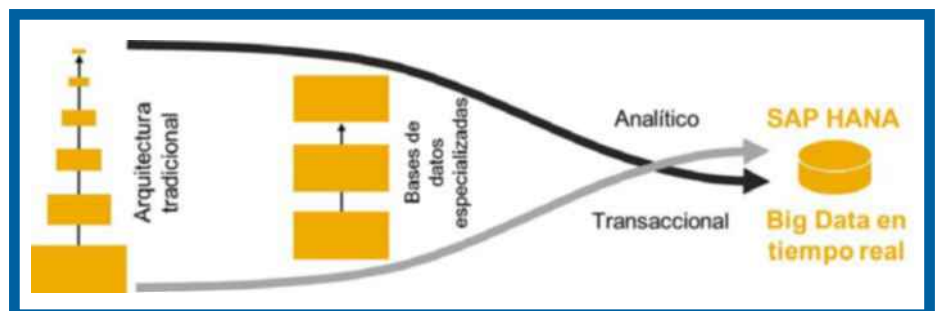 Arquitectura
tradicional
Bases de
datos
especializadas
Analítico
Transaccional
SAP HANA
Big Data en
tiempo real